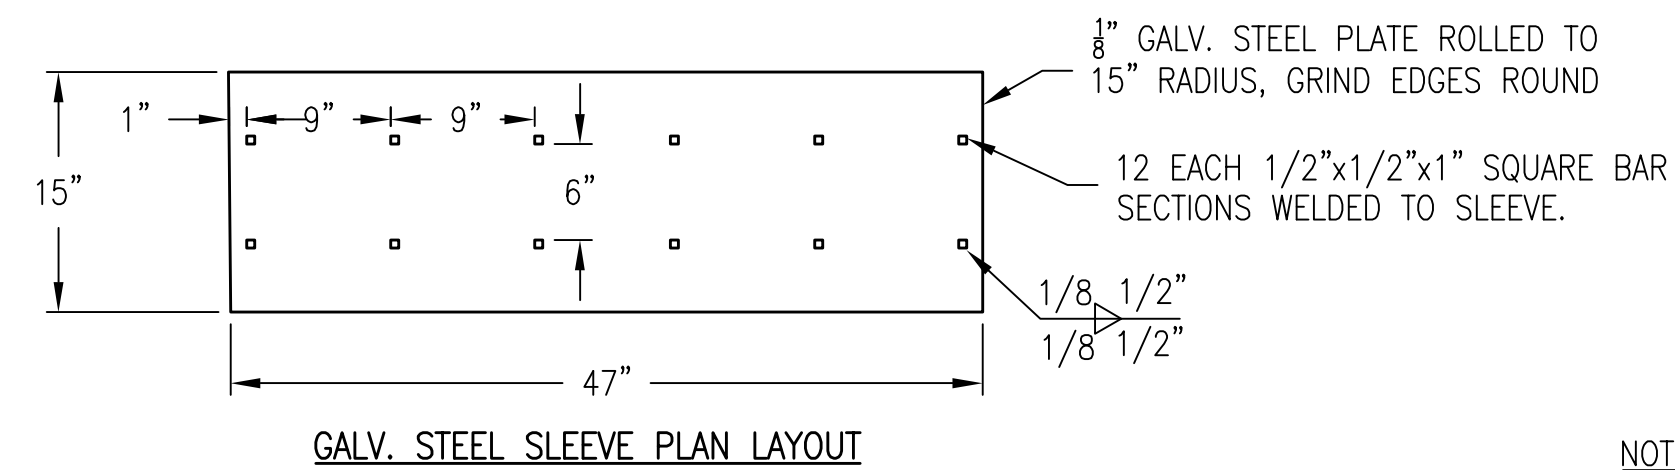 ⅛" GALV. STEEL PLATE ROLLED TO
15" RADIUS, GRIND EDGES ROUND
1"
9"
9"
15"
6"
12 EACH 1/2"x1/2"x1" SQUARE BAR
SECTIONS WELDED TO SLEEVE.
1/8 1/2"
1/8 1/2"
47"
GALV. STEEL SLEEVE PLAN LAYOUT
NOT